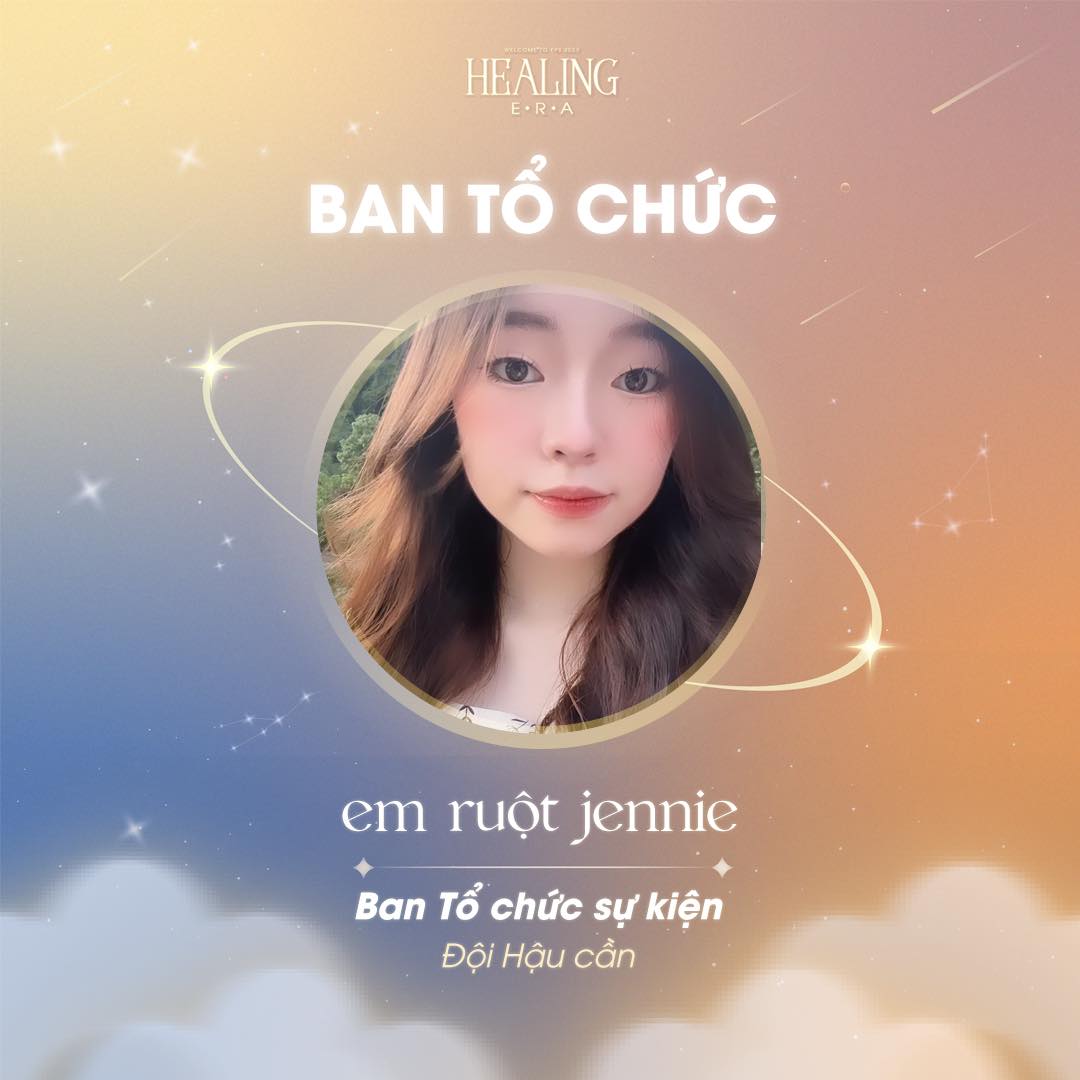 HEALING
E•R•A
BAN TỔ CHỨC
em ruột jennie
Ban Tổ chức sự kiện
Đội Hậu cần